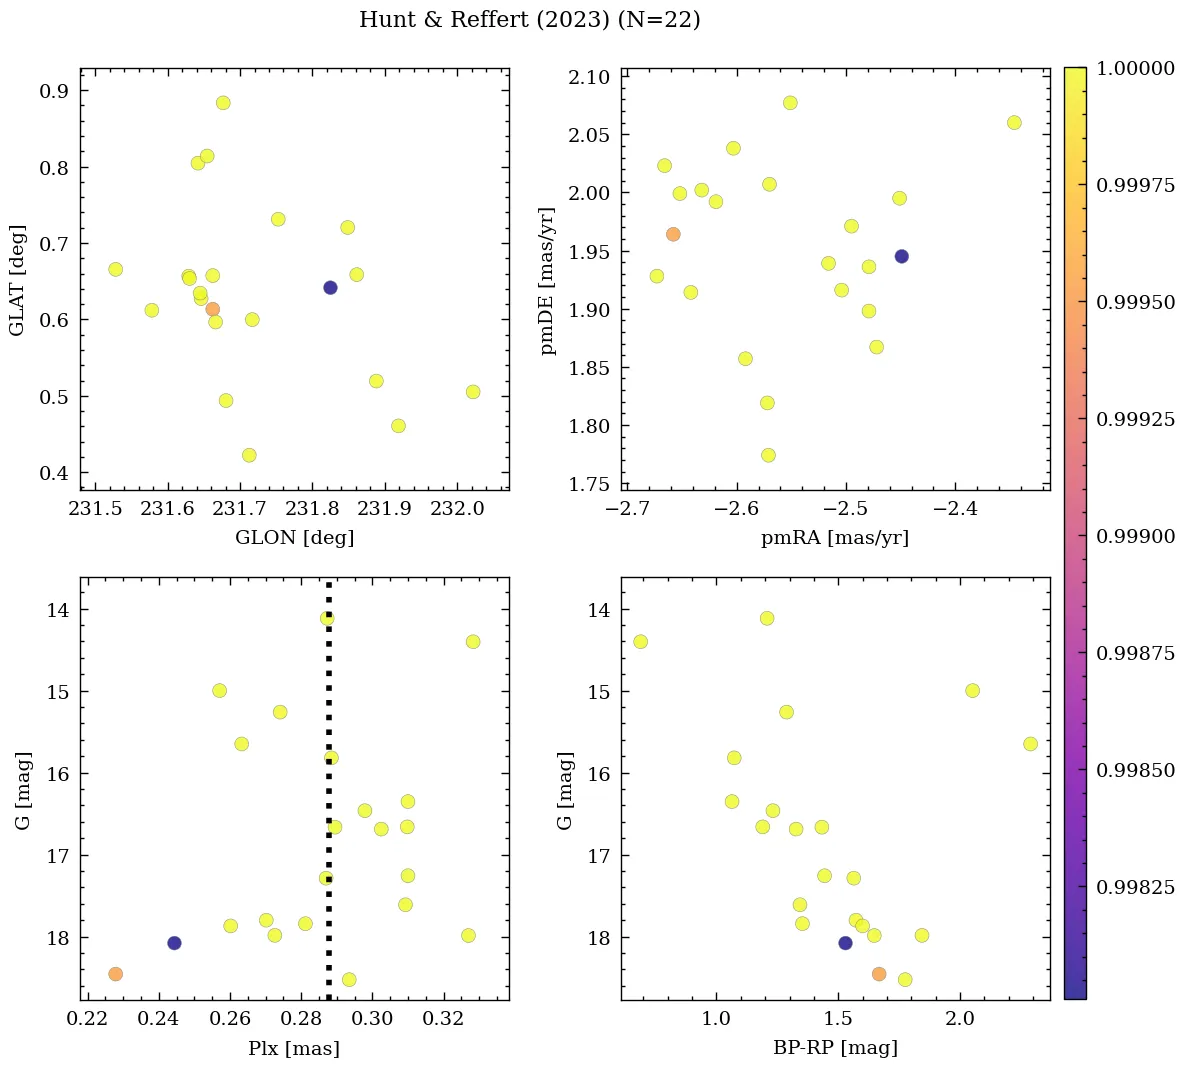 Hunt & Reffert (2023) (N=22)
0.9
0.8
0.7
0.6
0.5
0.4
GLAT [deg]
231.5 231.6 231.7 231.8 231.9 232.0
GLON [deg]
2.10
2.05
2.00
1.95
1.90
1.85
1.80
1.75
pmDE [mas/yr]
−2.7 −2.6 −2.5 −2.4
pmRA [mas/yr]
14
15
16
17
18
G [mag]
0.22 0.24 0.26 0.28 0.30 0.32
Plx [mas]
14
15
16
17
18
G [mag]
1.0 1.5 2.0
BP-RP [mag]
1.00000
0.99975
0.99950
0.99925
0.99900
0.99875
0.99850
0.99825